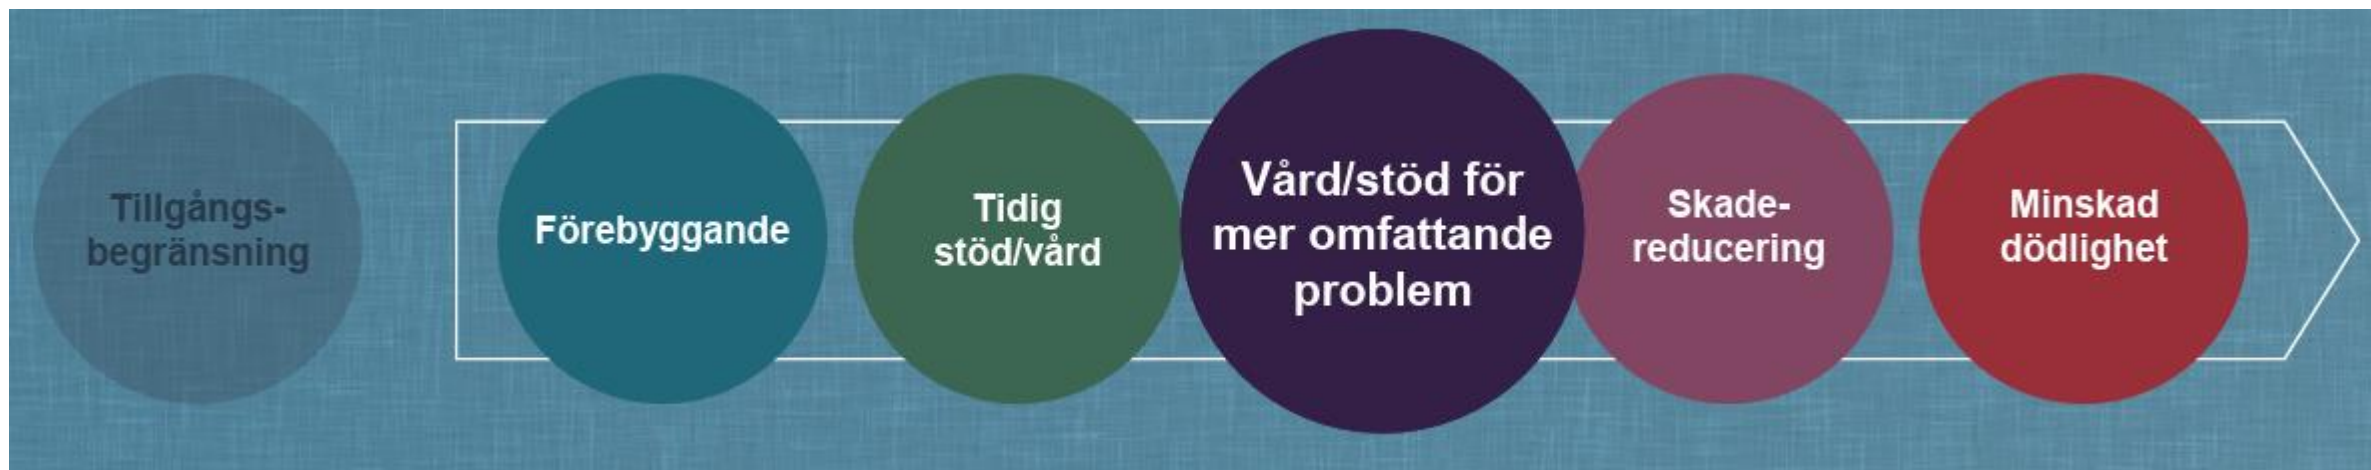 Tillgångs-
begränsning
Förebyggande
Tidig
stöd/vård
Vård/stöd för
mer omfattande
problem
Skade-
reducering
Minskad
dödlighet